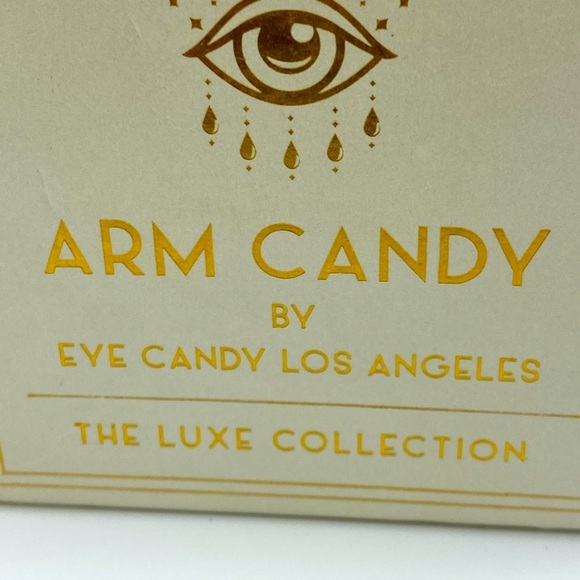 ARM CANDY
BY
EYE CANDY LOS ANGELES
THE LUXE COLLECTION